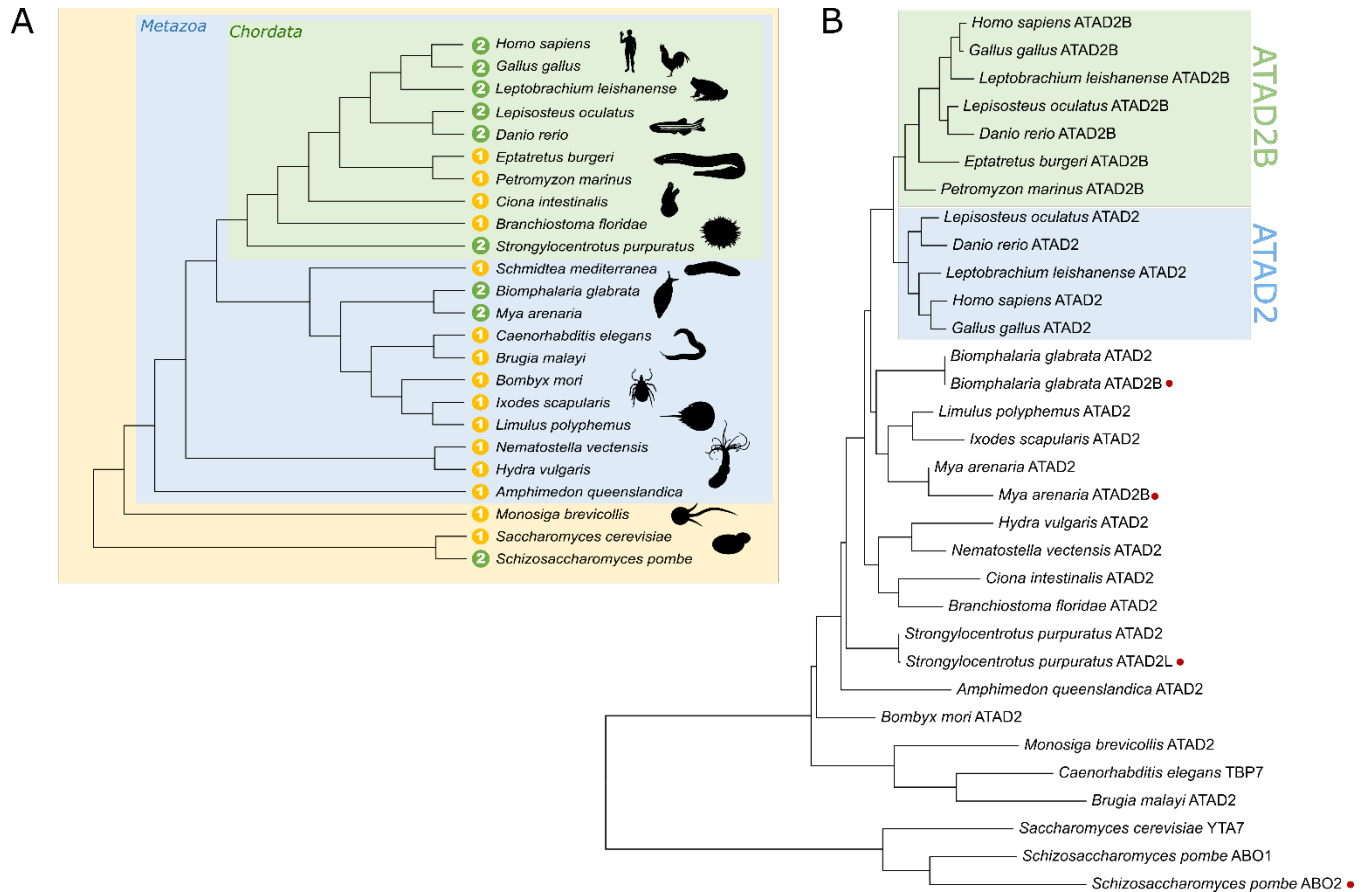 A
Metazoa
Chordata
2 Homo sapiens
2 Gallus gallus
2 Leptobrachium leishanense
2 Lepisosteus oculatus
2 Danio rerio
1 Eptatretus burgeri
1 Petromyzon marinus
1 Ciona intestinalis
1 Branchiostoma floridae
2 Strongylocentrotus purpuratus
1 Schmidtea mediterranea
2 Biomphalaria glabrata
2 Mya arenaria
1 Caenorhabditis elegans
1 Brugia malayi
1 Bombyx mori
1 Ixodes scapularis
1 Limulus polyphemus
1 Nematostella vectensis
1 Hydra vulgaris
1 Amphimedon queenslandica
1 Monosiga brevicollis
1 Saccharomyces cerevisiae
2 Schizosaccharomyces pombe
B
Homo sapiens ATAD2B
Gallus gallus ATAD2B
Leptobrachium leishanense ATAD2B
Lepisosteus oculatus ATAD2B
Danio rerio ATAD2B
Eptatretus burgeri ATAD2B
Petromyzon marinus ATAD2B
ATAD2B
Lepisosteus oculatus ATAD2
Danio rerio ATAD2
Leptobrachium leishanense ATAD2
Homo sapiens ATAD2
Gallus gallus ATAD2
ATAD2
Biomphalaria glabrata ATAD2
Biomphalaria glabrata ATAD2B
Limulus polyphemus ATAD2
Ixodes scapularis ATAD2
Mya arenaria ATAD2
Mya arenaria ATAD2B
Hydra vulgaris ATAD2
Nematostella vectensis ATAD2
Ciona intestinalis ATAD2
Branchiostoma floridae ATAD2
Strongylocentrotus purpuratus ATAD2
Strongylocentrotus purpuratus ATAD2L
Amphimedon queenslandica ATAD2
Bombyx mori ATAD2
Monosiga brevicollis ATAD2
Caenorhabditis elegans TBP7
Brugia malayi ATAD2
Saccharomyces cerevisiae YTA7
Schizosaccharomyces pombe ABO1
Schizosaccharomyces pombe ABO2